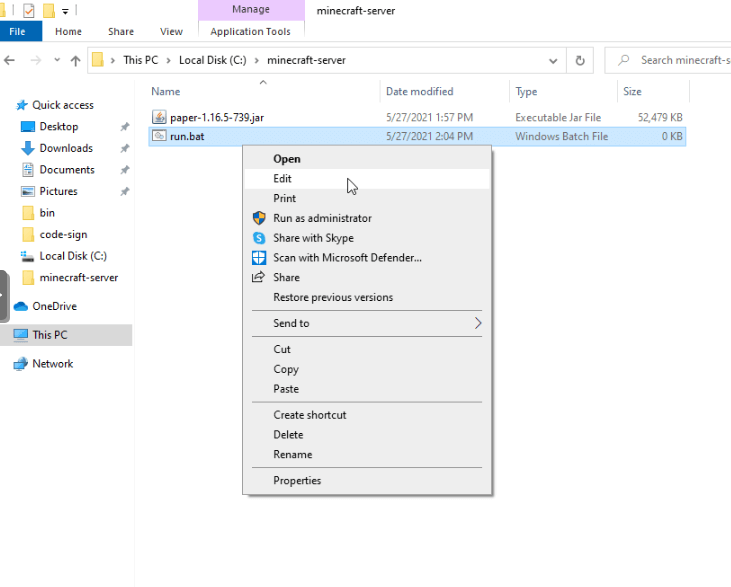 Manage
minecraft-server
File
Home
Share
View
Application Tools
This PC > Local Disk (C:) > minecraft-server
Search minecraft-s
Name
Date modified
Type
Size
paper-1.16.5-739.jar
5/27/2021 1:57 PM
Executable Jar File
52,479 KB
run.bat
5/27/2021 2:04 PM
Windows Batch File
0 KB
Quick access
Desktop
Downloads
Documents
Pictures
bin
code-sign
Local Disk (C:)
minecraft-server
OneDrive
This PC
Network
Open
Edit
Print
Run as administrator
Share with Skype
Scan with Microsoft Defender...
Share
Restore previous versions
Send to
Cut
Copy
Paste
Create shortcut
Delete
Rename
Properties